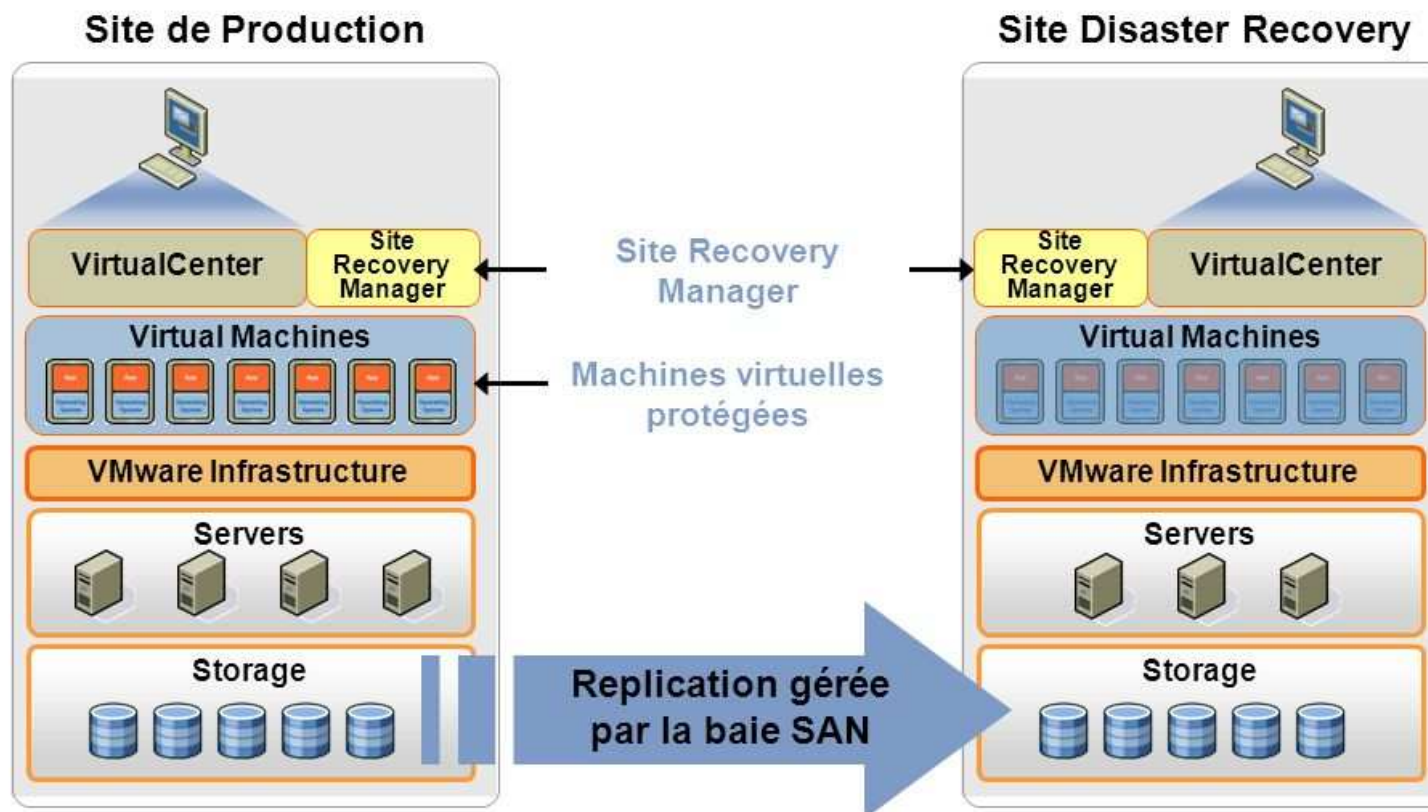 Site de Production
Site Disaster Recovery
VirtualCenter
Site
Recovery
Manager
Site Recovery
Manager
Site
Recovery
Manager
VirtualCenter
Virtual Machines
Machines virtuelles
protégées
Virtual Machines
VMware Infrastructure
VMware Infrastructure
Servers
Servers
Storage
Replication gérée
par la baie SAN
Storage